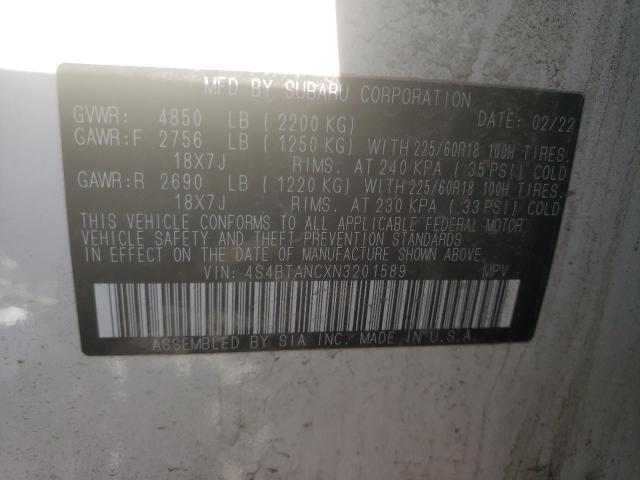 MFD BY SUBARU CORPORATION
GVWR: 4850 LB (2200 KG) DATE: 02/22
GAWR:F 2756 LB (1250 KG) WITH 225/60R18 100H TIRES.
18X7J RIMS. AT 240 KPA (35 PSI) COLD
GAWR:R 2690 LB (1220 KG) WITH 225/60R18 100H TIRES.
18X7J RIMS. AT 230 KPA (33 PSI) COLD
THIS VEHICLE CONFORMS TO ALL APPLICABLE FEDERAL MOTOR
VEHICLE SAFETY AND THEFT PREVENTION STANDARDS
IN EFFECT ON THE DATE OF MANUFACTURE SHOWN ABOVE.
VIN: 4S4BTANCXN3201589 MPV
ASSEMBLED BY SIA INC. MADE IN U.S.A.